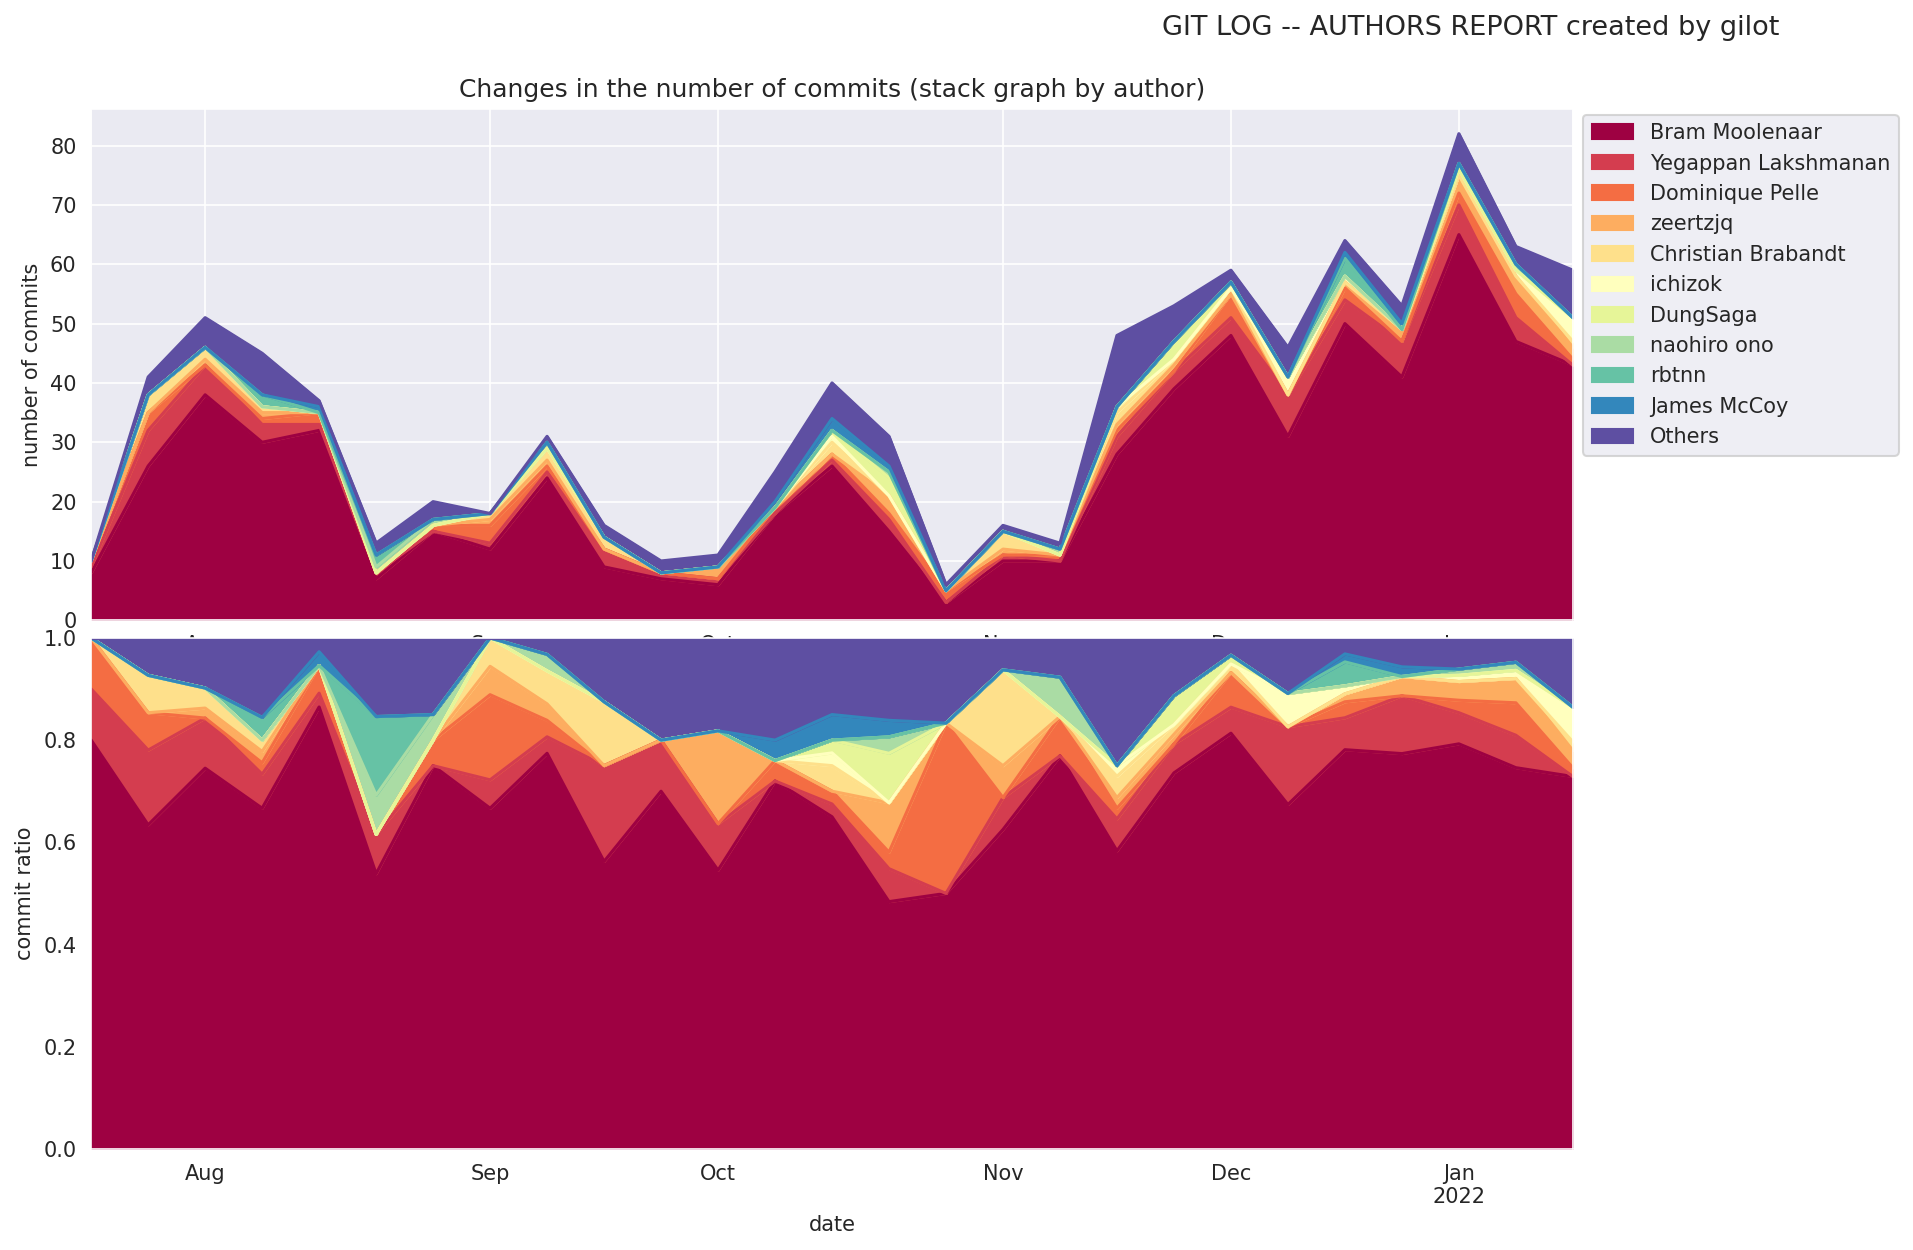 GIT LOG -- AUTHORS REPORT created by gilot
Changes in the number of commits (stack graph by author)
number of commits
80
70
60
50
40
30
20
10
0
Bram Moolenaar
Yegappan Lakshmanan
Dominique Pelle
zeertzjq
Christian Brabandt
ichizok
DungSaga
naohiro ono
rbtnn
James McCoy
Others
commit ratio
1.0
0.8
0.6
0.4
0.2
0.0
Aug Sep Oct Nov Dec Jan
2022
date